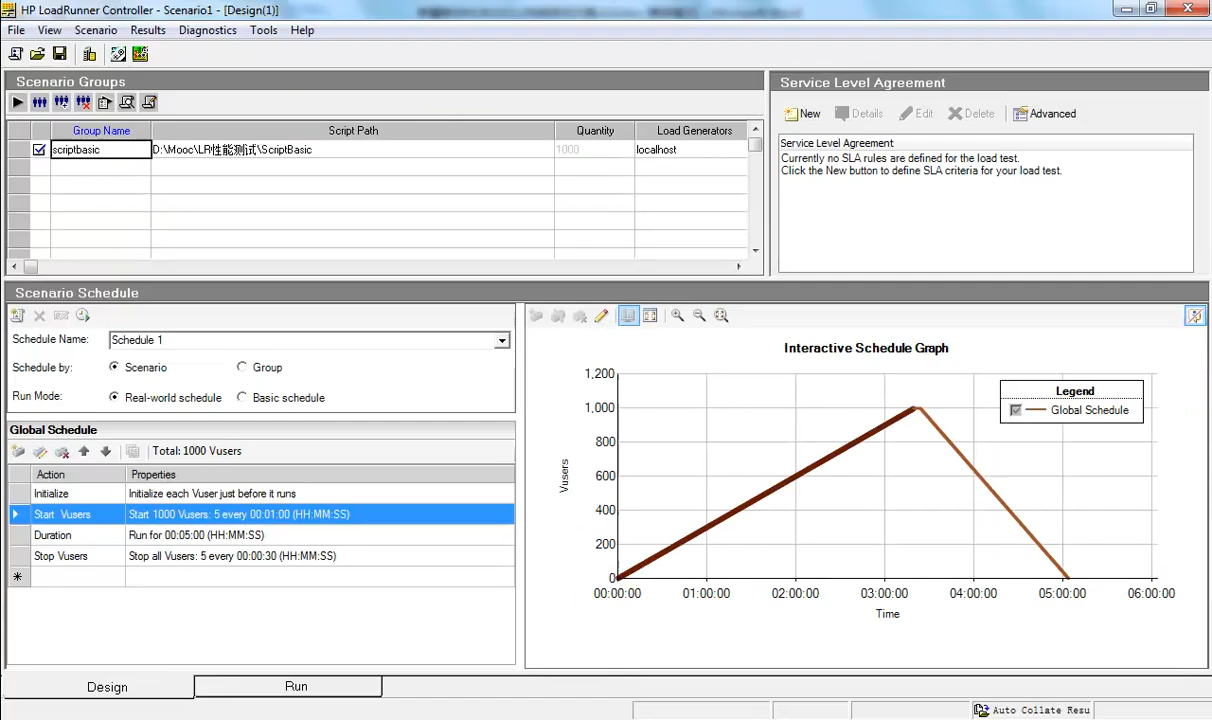 HP LoadRunner Controller - Scenario1 - [Design(1)]
File View Scenario Results Diagnostics Tools Help
Scenario Groups
Group Name Script Path Quantity Load Generators
scriptbasic D:\Mooc\LR性能测试\ScriptBasic 1000 localhost
Service Level Agreement
New Details Edit Delete Advanced
Service Level Agreement
Currently no SLA rules are defined for the load test.
Click the New button to define SLA criteria for your load test.
Scenario Schedule
Schedule Name: Schedule 1
Schedule by: Scenario Group
Run Mode: Real-world schedule Basic schedule
Global Schedule
Total: 1000 Vusers
Action Properties
Initialize Initialize each Vuser just before it runs
Start Vusers Start 1000 Vusers: 5 every 00:01:00 (HH:MM:SS)
Duration Run for 00:05:00 (HH:MM:SS)
Stop Vusers Stop all Vusers: 5 every 00:00:30 (HH:MM:SS)
Interactive Schedule Graph
Legend
Global Schedule
1,200
1,000
800
600
400
200
0
Vusers
00:00:00 01:00:00 02:00:00 03:00:00 04:00:00 05:00:00 06:00:00
Time
Design Run
Auto Collate Resu